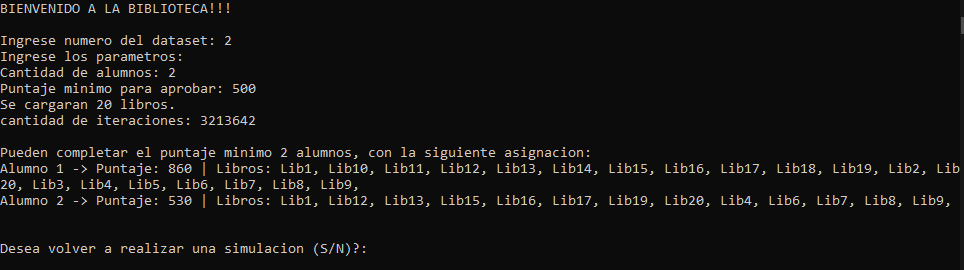 BIENVENIDO A LA BIBLIOTECA!!!
Ingrese numero del dataset: 2
Ingrese los parametros:
Cantidad de alumnos: 2
Puntaje minimo para aprobar: 500
Se cargaran 20 libros.
cantidad de iteraciones: 3213642
Pueden completar el puntaje minimo 2 alumnos, con la siguiente asignacion:
Alumno 1 -> Puntaje: 860 | Libros: Lib1, Lib10, Lib11, Lib12, Lib13, Lib14, Lib15, Lib16, Lib17, Lib18, Lib19, Lib2, Lib
20, Lib3, Lib4, Lib5, Lib6, Lib7, Lib8, Lib9,
Alumno 2 -> Puntaje: 530 | Libros: Lib1, Lib12, Lib13, Lib15, Lib16, Lib17, Lib19, Lib20, Lib4, Lib6, Lib7, Lib8, Lib9,
Desea volver a realizar una simulacion (S/N)?: